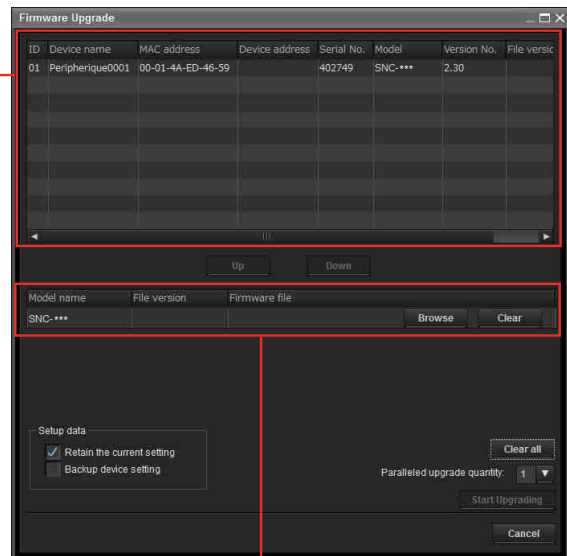 Firmware Upgrade
ID Device name MAC address Device address Serial No. Model Version No. File versic
01 Peripherique0001 00-01-4A-ED-46-59 402749 SNC-*** 2.30
Up Down
Model name File version Firmware file
SNC-*** Browse Clear
Setup data
Retain the current setting
Backup device setting
Clear all
Paralleled upgrade quantity: 1
Start Upgrading
Cancel